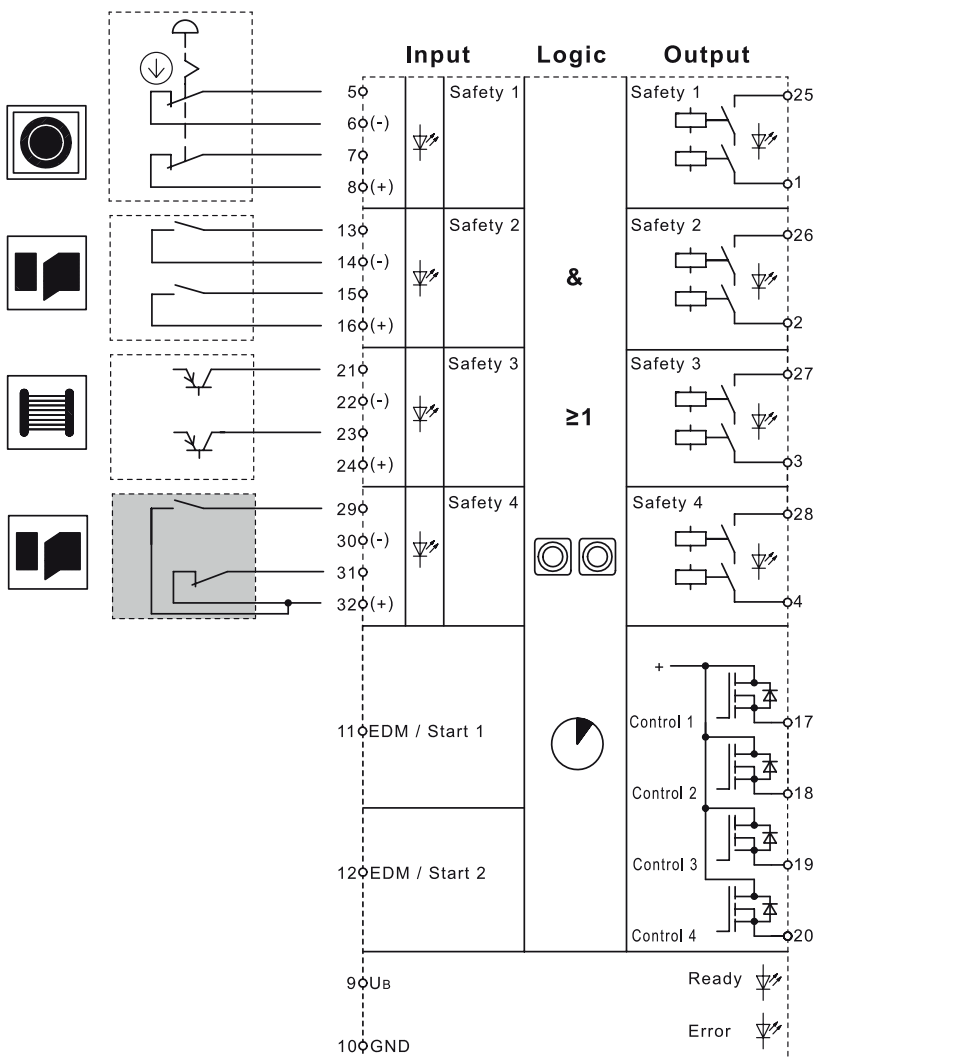 Input Logic Output
5 Safety 1 Safety 1 25
6 (-)
7
8 (+) 1
13 Safety 2 Safety 2 26
14 (-)
&
15
16 (+) 2
21 Safety 3 Safety 3 27
22 (-)
≥1
23
24 (+) 3
29 Safety 4 Safety 4 28
30 (-)
31
32 (+) 4
+
11 EDM / Start 1 Control 1 17
Control 2 18
12 EDM / Start 2 Control 3 19
Control 4 20
9 UB Ready
10 GND Error